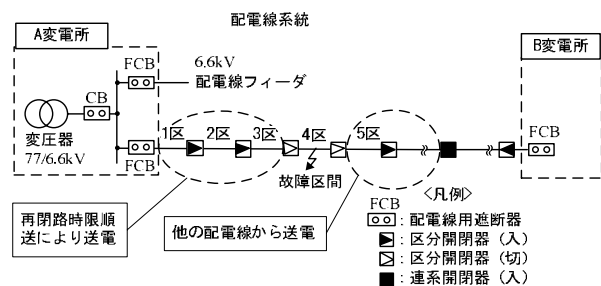 配電線系統
A変電所
B変電所
FCB
6.6kV
配電線フィーダ
CB
変圧器
77/6.6kV
FCB
1区
2区
3区
4区
5区
故障区間
FCB
再閉路時限順
送により送電
他の配電線から送電
<凡例>
FCB
:配電線用遮断器
:区分開閉器(入)
:区分開閉器(切)
:連系開閉器(入)